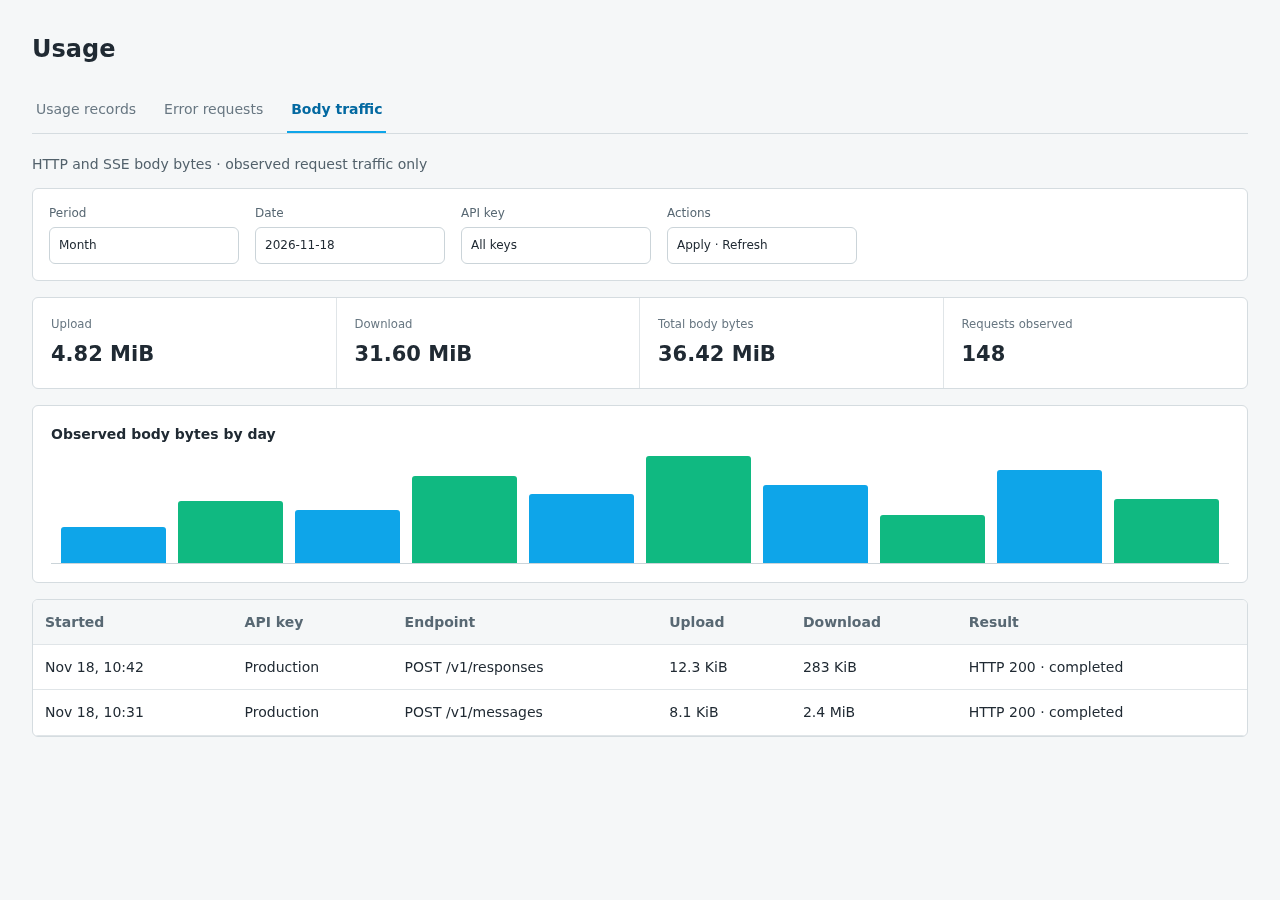 Usage
Usage records Error requests Body traffic
HTTP and SSE body bytes · observed request traffic only
Period Date API key Actions
Month 2026-11-18 All keys Apply · Refresh
Upload Download Total body bytes Requests observed
4.82 MiB 31.60 MiB 36.42 MiB 148
Observed body bytes by day
Started API key Endpoint Upload Download Result
Nov 18, 10:42 Production POST /v1/responses 12.3 KiB 283 KiB HTTP 200 · completed
Nov 18, 10:31 Production POST /v1/messages 8.1 KiB 2.4 MiB HTTP 200 · completed